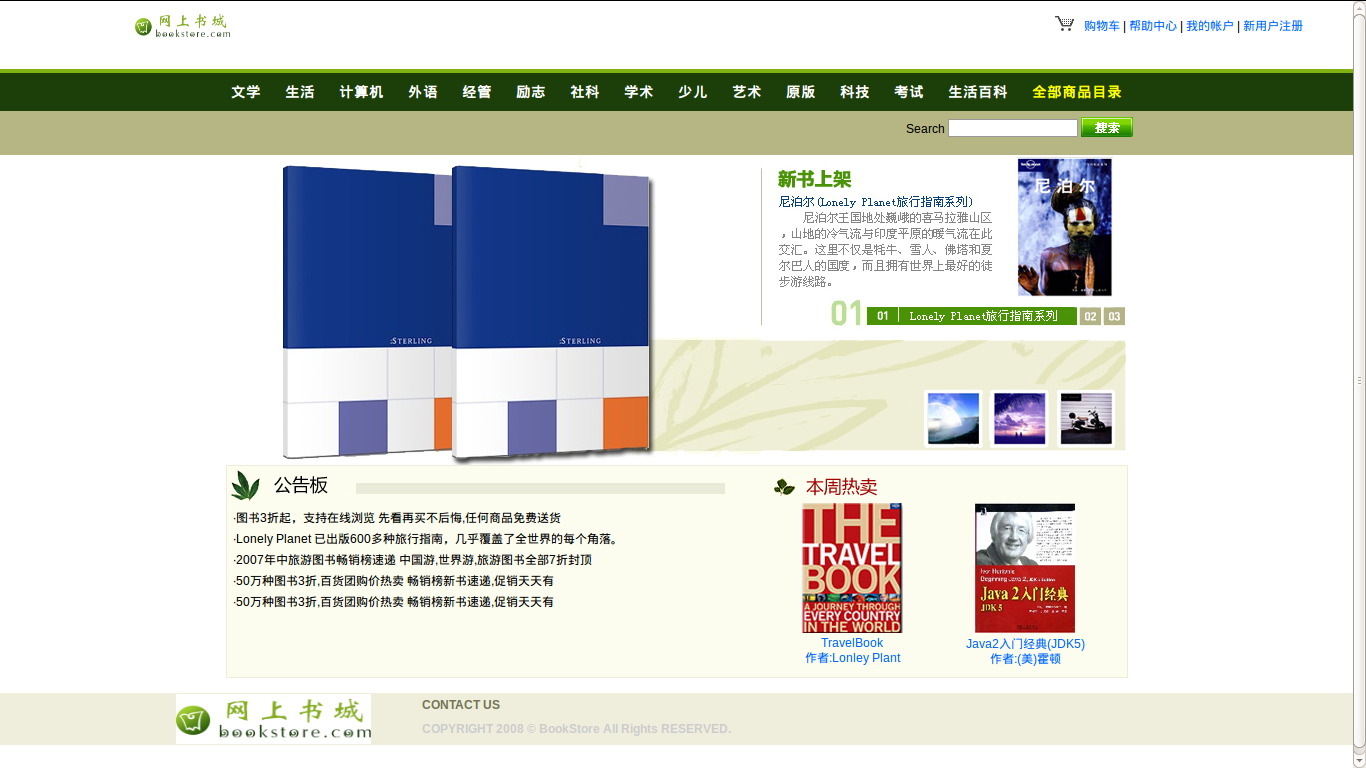 网上书城
bookstore.com
购物车 | 帮助中心 | 我的帐户 | 新用户注册
文学 生活 计算机 外语 经管 励志 社科 学术 少儿 艺术 原版 科技 考试 生活百科 全部商品目录
Search 搜索
:STERLING :STERLING
新书上架
尼泊尔(Lonely Planet旅行指南系列)
尼泊尔王国地处巍峨的喜马拉雅山区
，山地的冷气流与印度平原的暖气流在此
交汇。这里不仅是牦牛、雪人、佛塔和夏
尔巴人的国度，而且拥有世界上最好的徒
步游线路。
尼泊尔
01 01 Lonely Planet旅行指南系列 02 03
公告板
·图书3折起，支持在线浏览 先看再买不后悔,任何商品免费送货
·Lonely Planet 已出版600多种旅行指南，几乎覆盖了全世界的每个角落。
·2007年中旅游图书畅销榜速递 中国游,世界游,旅游图书全部7折封顶
·50万种图书3折,百货团购价热卖 畅销榜新书速递,促销天天有
·50万种图书3折,百货团购价热卖 畅销榜新书速递,促销天天有
本周热卖
THE
TRAVEL
BOOK
A JOURNEY THROUGH
EVERY COUNTRY
IN THE WORLD
TravelBook
作者:Lonley Plant
Ivor Horton's
Beginning JAVA 2, JDK 5 Edition
Java 2入门经典
JDK 5
Java2入门经典(JDK5)
作者:(美)霍顿
网上书城
bookstore.com
CONTACT US
COPYRIGHT 2008 © BookStore All Rights RESERVED.